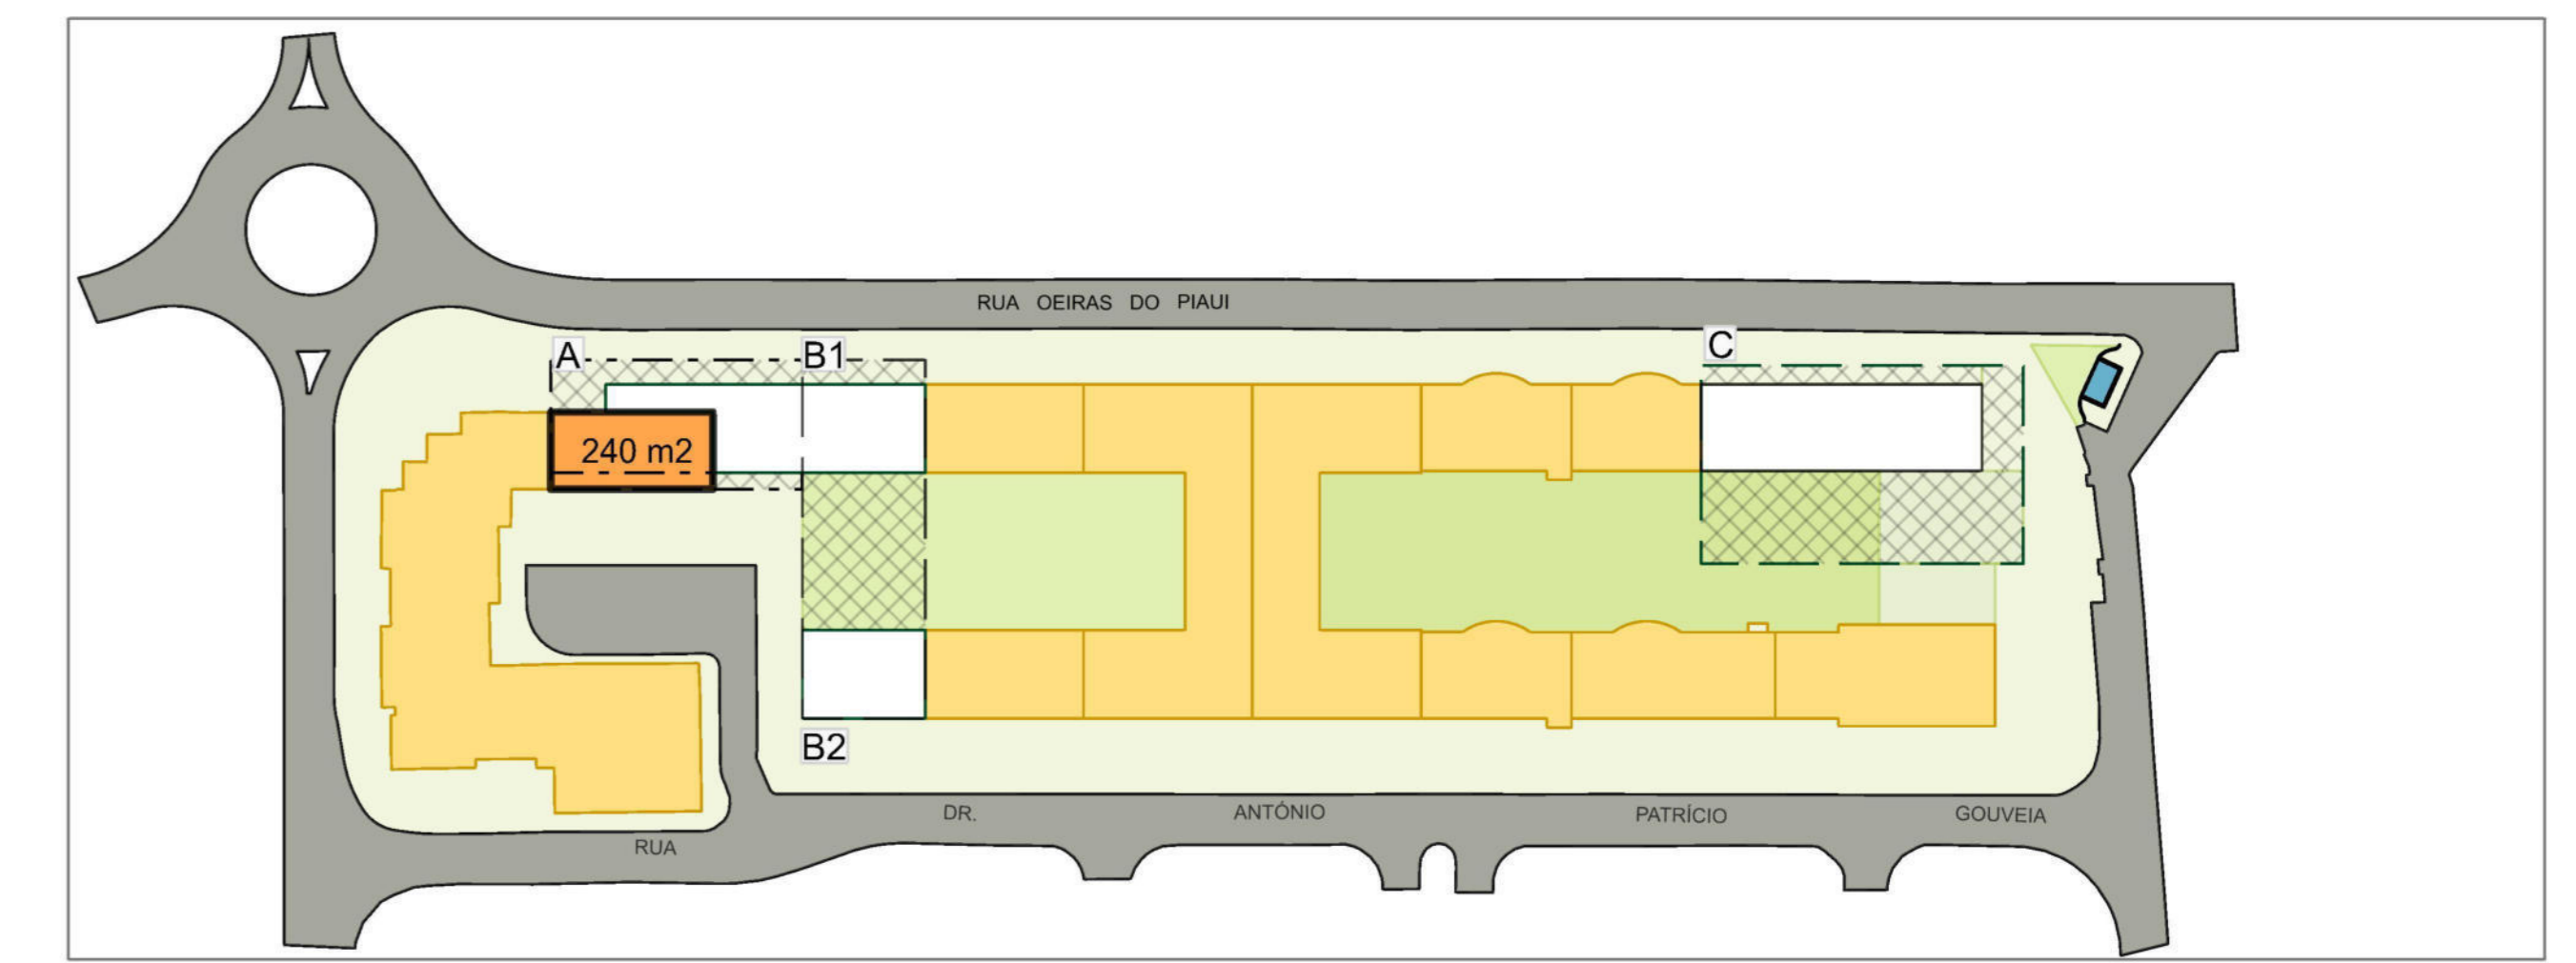 RUA OEIRAS DO PIAUI
A
B1
C
240 m2
B2
RUA DR. ANTÓNIO PATRÍCIO GOUVEIA